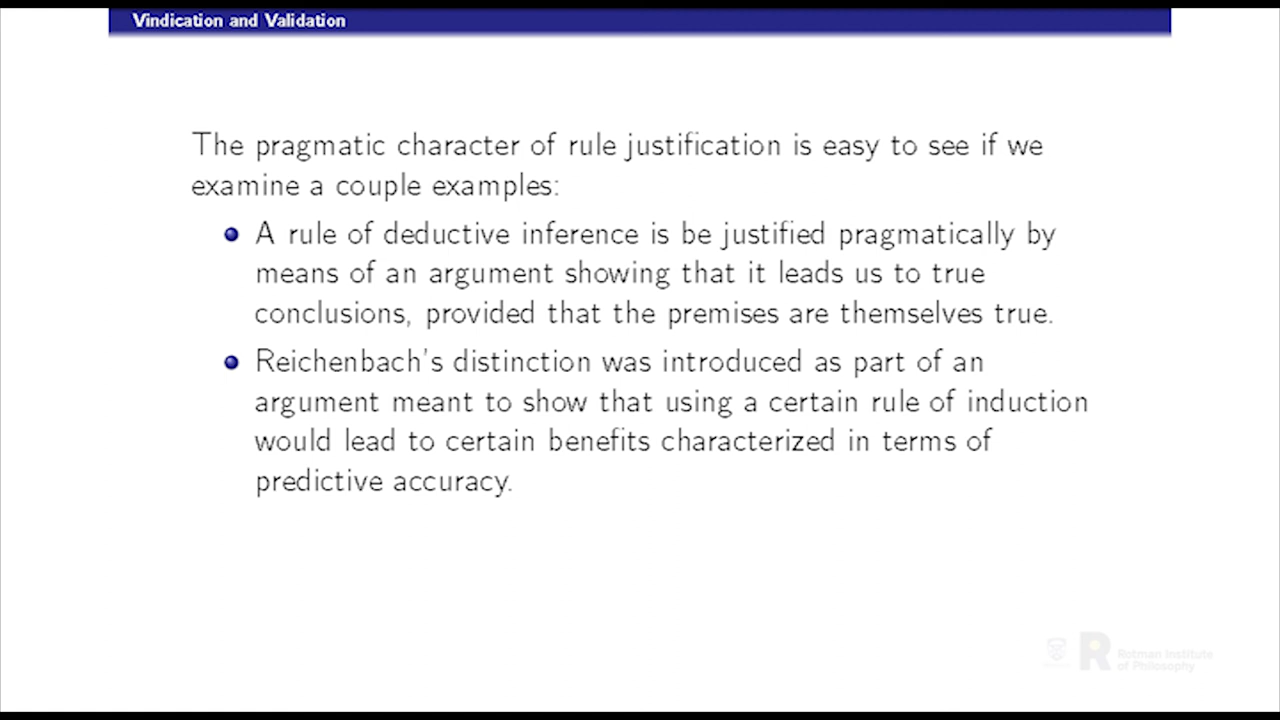 Vindication and Validation
The pragmatic character of rule justification is easy to see if we
examine a couple examples:
A rule of deductive inference is be justified pragmatically by
means of an argument showing that it leads us to true
conclusions, provided that the premises are themselves true.
Reichenbach's distinction was introduced as part of an
argument meant to show that using a certain rule of induction
would lead to certain benefits characterized in terms of
predictive accuracy.
R
Rotman Institute
of Philosophy